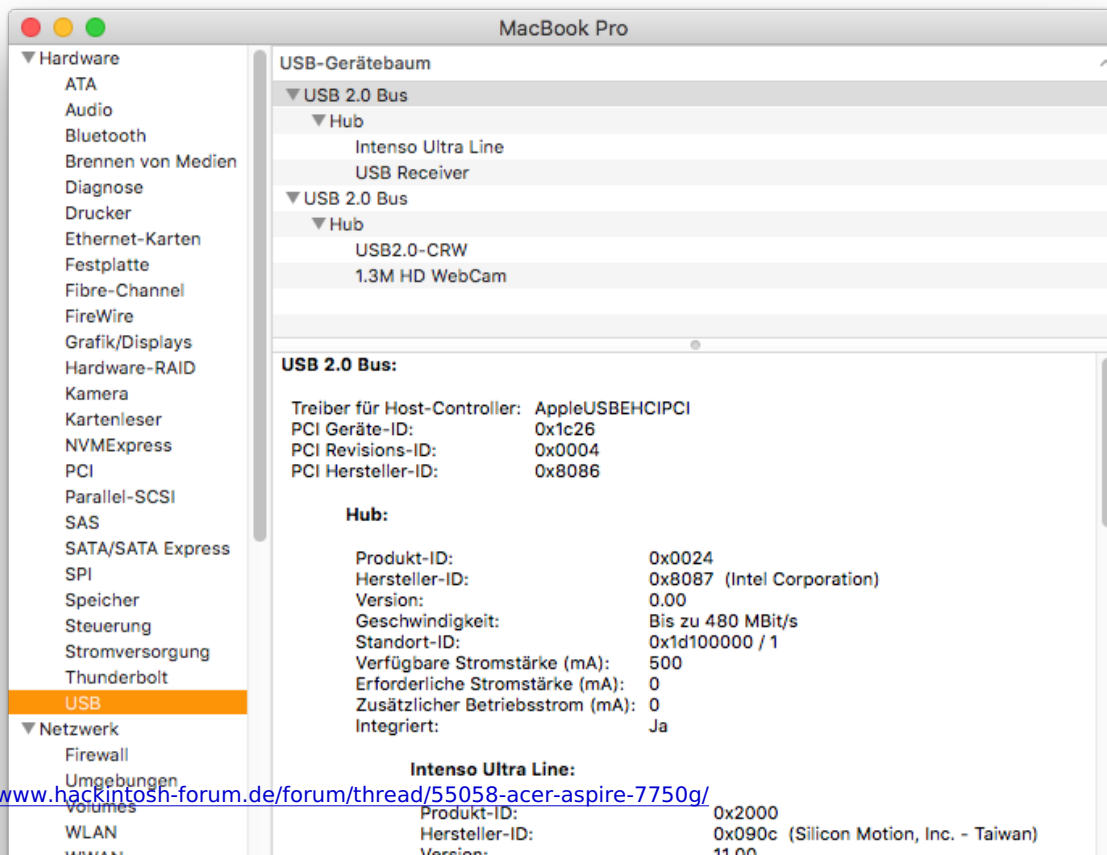 MacBook Pro
Hardware
ATA
Audio
Bluetooth
Brennen von Medien
Diagnose
Drucker
Ethernet-Karten
Festplatte
Fibre-Channel
FireWire
Grafik/Displays
Hardware-RAID
Kamera
Kartenleser
NVMExpress
PCI
Parallel-SCSI
SAS
SATA/SATA Express
SPI
Speicher
Steuerung
Stromversorgung
Thunderbolt
USB
Netzwerk
Firewall
Umgebungen
Volumes
WLAN
WWAN
USB-Gerätebaum
USB 2.0 Bus
Hub
Intenso Ultra Line
USB Receiver
USB 2.0 Bus
Hub
USB2.0-CRW
1.3M HD WebCam
USB 2.0 Bus:
Treiber für Host-Controller: AppleUSBEHCIPCI
PCI Geräte-ID: 0x1c26
PCI Revisions-ID: 0x0004
PCI Hersteller-ID: 0x8086
Hub:
Produkt-ID: 0x0024
Hersteller-ID: 0x8087 (Intel Corporation)
Version: 0.00
Geschwindigkeit: Bis zu 480 MBit/s
Standort-ID: 0x1d100000 / 1
Verfügbare Stromstärke (mA): 500
Erforderliche Stromstärke (mA): 0
Zusätzlicher Betriebsstrom (mA): 0
Integriert: Ja
Intenso Ultra Line:
www.hackintosh-forum.de/forum/thread/55058-acer-aspire-7750g/
Produkt-ID: 0x2000
Hersteller-ID: 0x090c (Silicon Motion, Inc. - Taiwan)
Version: 11.00